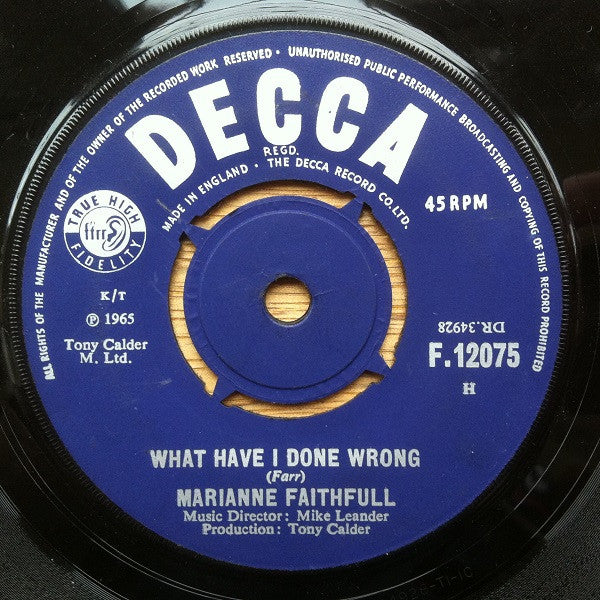 ALL RIGHTS OF THE MANUFACTURER AND OF THE OWNER OF THE RECORDED WORK RESERVED • UNAUTHORISED PUBLIC PERFORMANCE BROADCASTING AND COPYING OF THIS RECORD PROHIBITED
DECCA
REGD.
MADE IN ENGLAND • THE DECCA RECORD CO. LTD.
45 RPM
TRUE HIGH
ffrr
FIDELITY
K/T
℗ 1965
Tony Calder
M. Ltd.
DR.34928
F.12075
H
WHAT HAVE I DONE WRONG
(Farr)
MARIANNE FAITHFULL
Music Director: Mike Leander
Production: Tony Calder